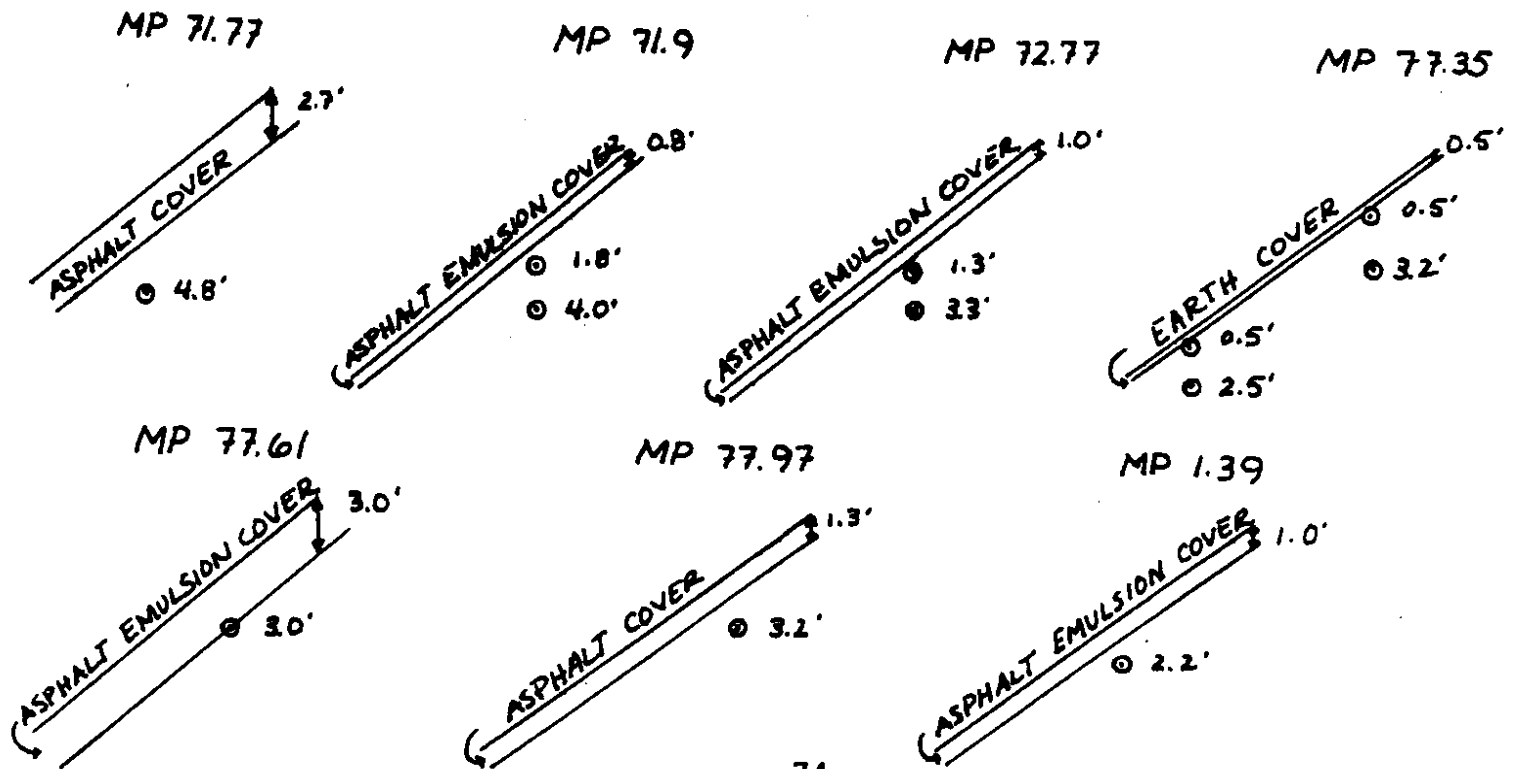 MP 71.77
2.7'
ASPHALT COVER
4.8'
MP 71.9
0.8'
ASPHALT EMULSION COVER
1.8'
4.0'
MP 72.77
1.0'
ASPHALT EMULSION COVER
1.3'
3.3'
MP 77.35
0.5'
0.5'
EARTH COVER
3.2'
0.5'
2.5'
MP 77.61
3.0'
ASPHALT EMULSION COVER
3.0'
MP 77.97
1.3'
ASPHALT COVER
3.2'
MP 1.39
1.0'
ASPHALT EMULSION COVER
2.2'